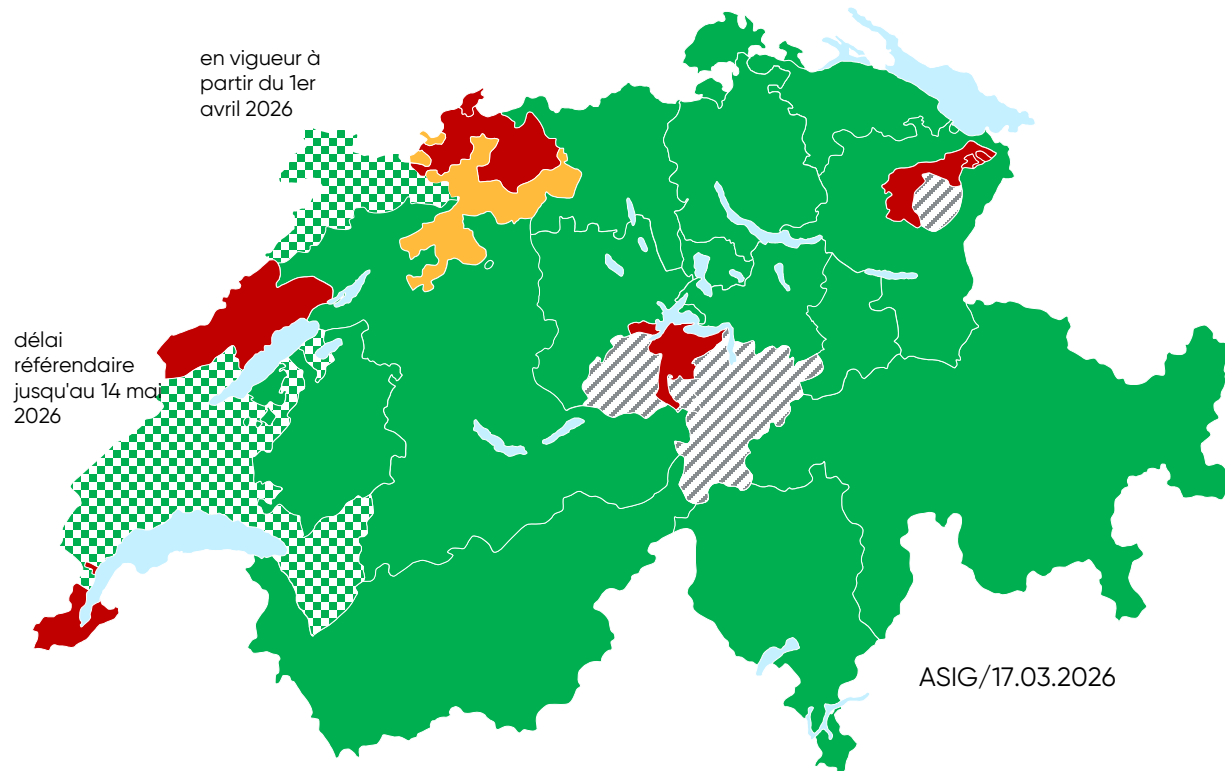 en vigueur à
partir du 1er
avril 2026
délai
référendaire
jusqu'au 14 mai
2026
ASIG/17.03.2026